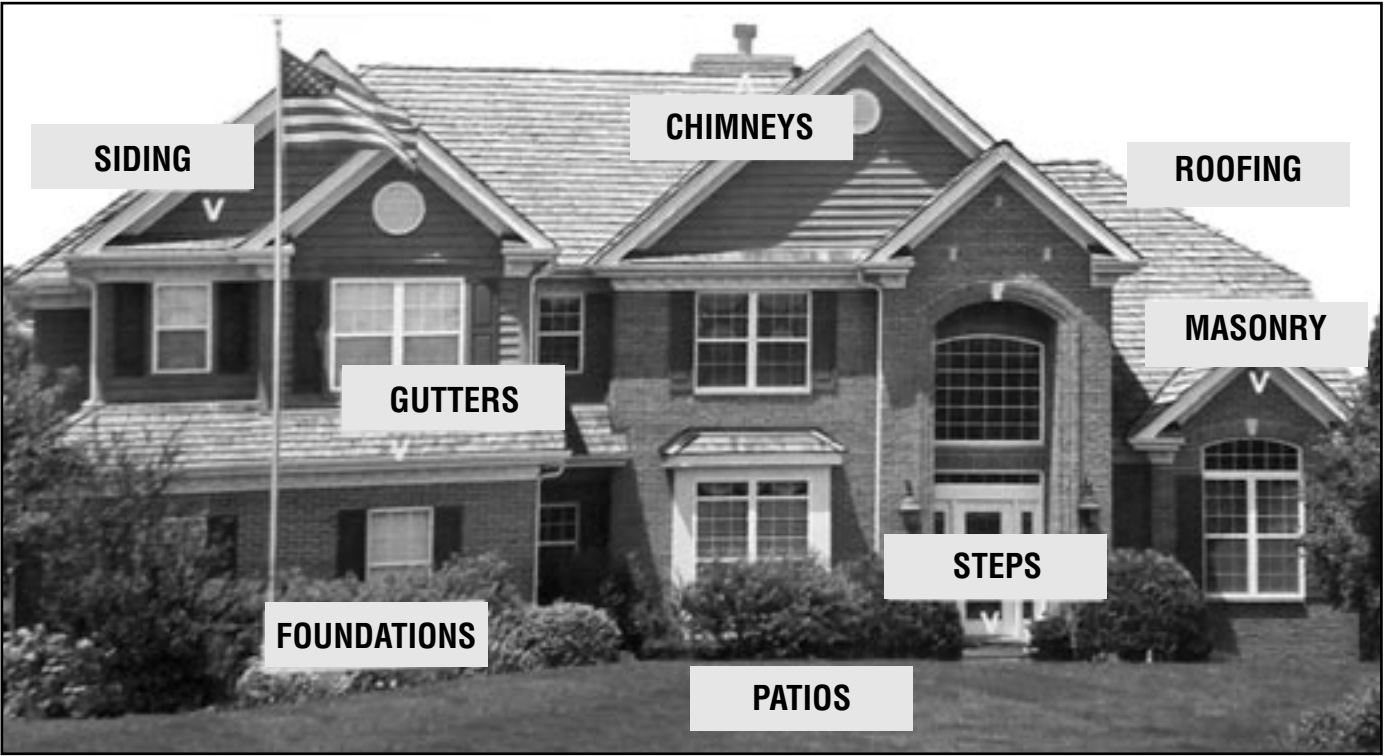 CHIMNEYS
SIDING
ROOFING
MASONRY
GUTTERS
STEPS
FOUNDATIONS
PATIOS